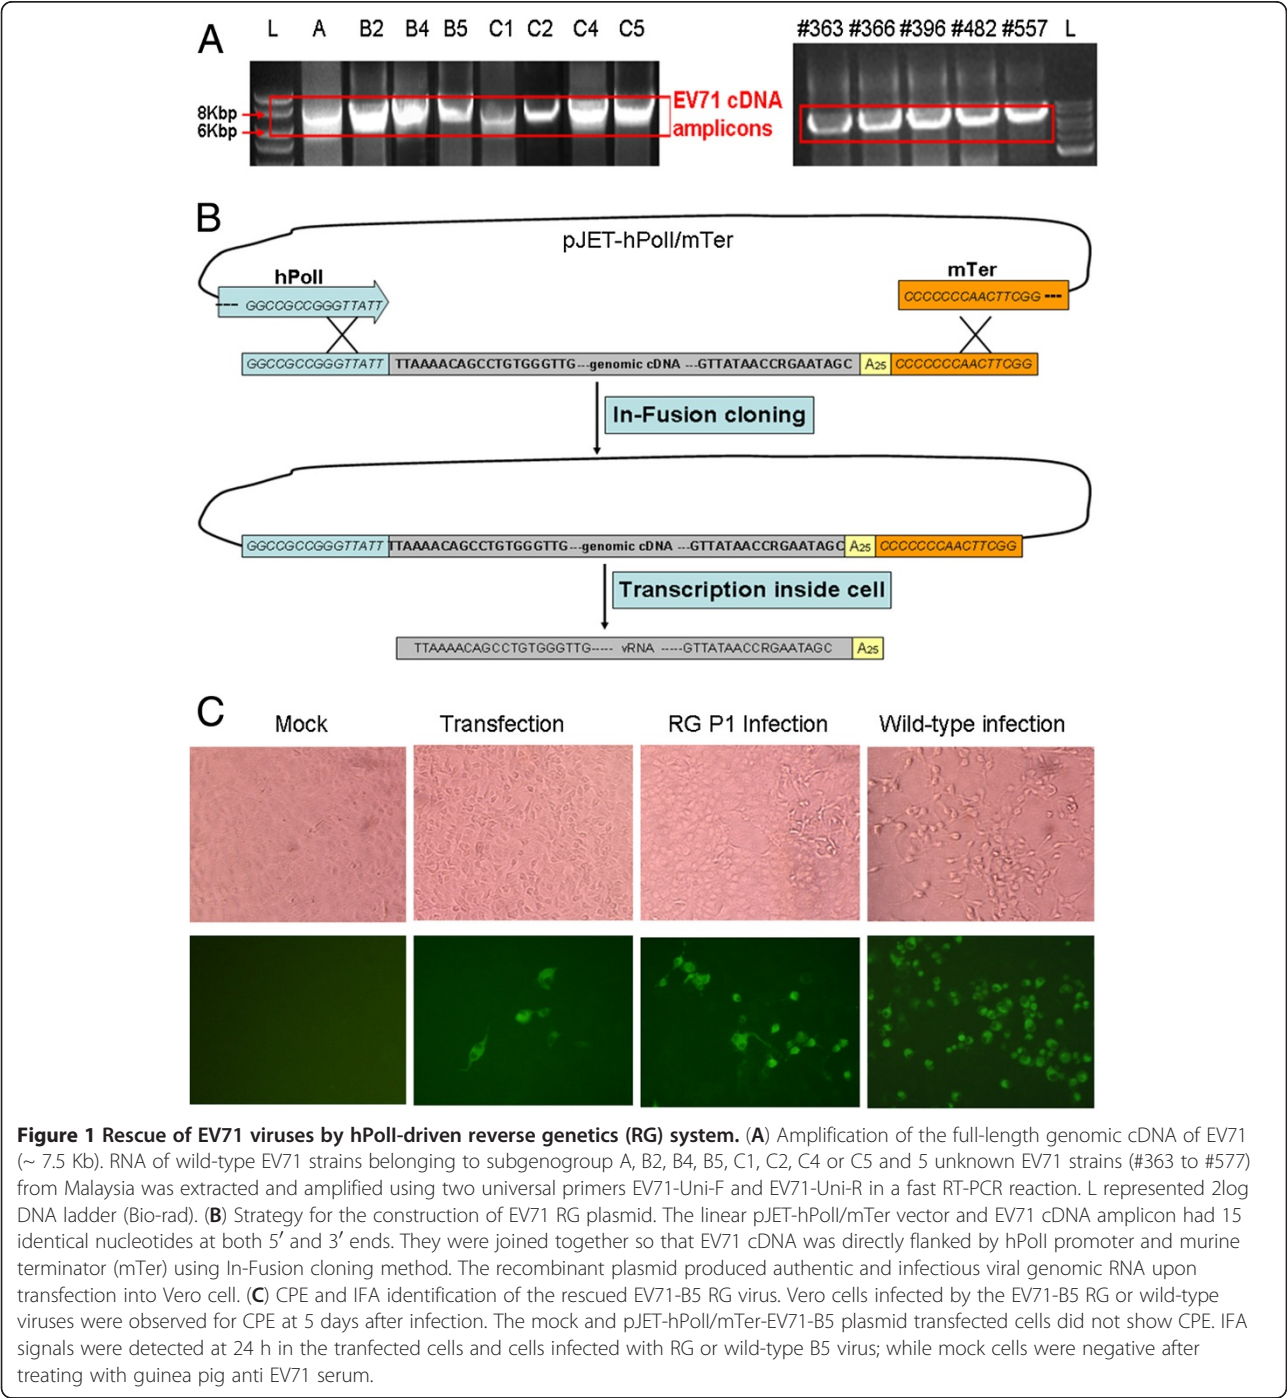 A
L A B2 B4 B5 C1 C2 C4 C5
#363 #366 #396 #482 #557 L
8Kbp
6Kbp
EV71 cDNA
amplicons
B
pJET-hPolI/mTer
hPolI
mTer
--- GGCCGCCGGGTTATT
CCCCCCCAACTTCGG ---
GGCCGCCGGGTTATT TTAAAACAGCCTGTGGGTTG---genomic cDNA ---GTTATAACCRGAATAGC A25 CCCCCCCAACTTCGG
In-Fusion cloning
GGCCGCCGGGTTATT TTAAAACAGCCTGTGGGTTG---genomic cDNA ---GTTATAACCRGAATAGC A25 CCCCCCCAACTTCGG
Transcription inside cell
TTAAAACAGCCTGTGGGTTG----- vRNA -----GTTATAACCRGAATAGC A25
C
Mock Transfection RG P1 Infection Wild-type infection
Figure 1 Rescue of EV71 viruses by hPolI-driven reverse genetics (RG) system. (A) Amplification of the full-length genomic cDNA of EV71
(~ 7.5 Kb). RNA of wild-type EV71 strains belonging to subgenogroup A, B2, B4, B5, C1, C2, C4 or C5 and 5 unknown EV71 strains (#363 to #577)
from Malaysia was extracted and amplified using two universal primers EV71-Uni-F and EV71-Uni-R in a fast RT-PCR reaction. L represented 2log
DNA ladder (Bio-rad). (B) Strategy for the construction of EV71 RG plasmid. The linear pJET-hPolI/mTer vector and EV71 cDNA amplicon had 15
identical nucleotides at both 5′ and 3′ ends. They were joined together so that EV71 cDNA was directly flanked by hPolI promoter and murine
terminator (mTer) using In-Fusion cloning method. The recombinant plasmid produced authentic and infectious viral genomic RNA upon
transfection into Vero cell. (C) CPE and IFA identification of the rescued EV71-B5 RG virus. Vero cells infected by the EV71-B5 RG or wild-type
viruses were observed for CPE at 5 days after infection. The mock and pJET-hPolI/mTer-EV71-B5 plasmid transfected cells did not show CPE. IFA
signals were detected at 24 h in the tranfected cells and cells infected with RG or wild-type B5 virus; while mock cells were negative after
treating with guinea pig anti EV71 serum.